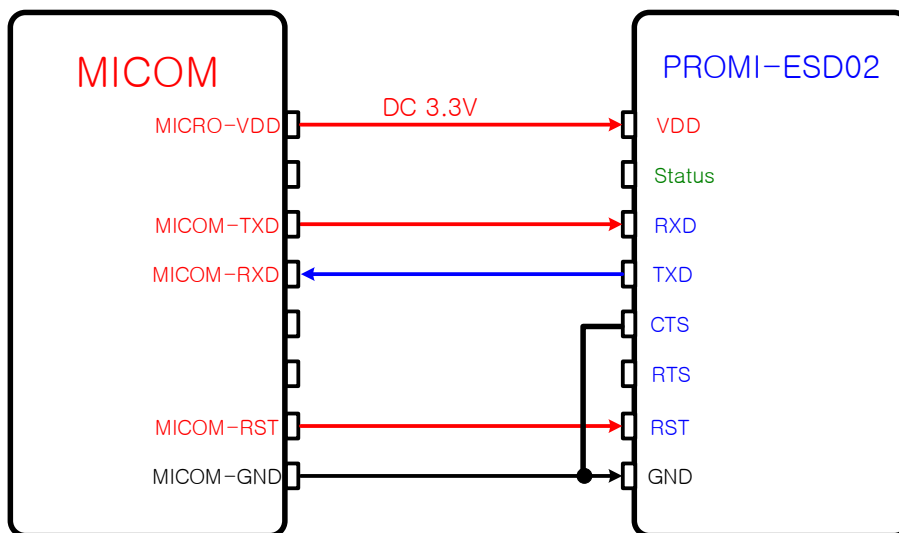 MICOM
PROMI-ESD02
DC 3.3V
MICRO-VDD
VDD
Status
MICOM-TXD
RXD
MICOM-RXD
TXD
CTS
RTS
MICOM-RST
RST
MICOM-GND
GND